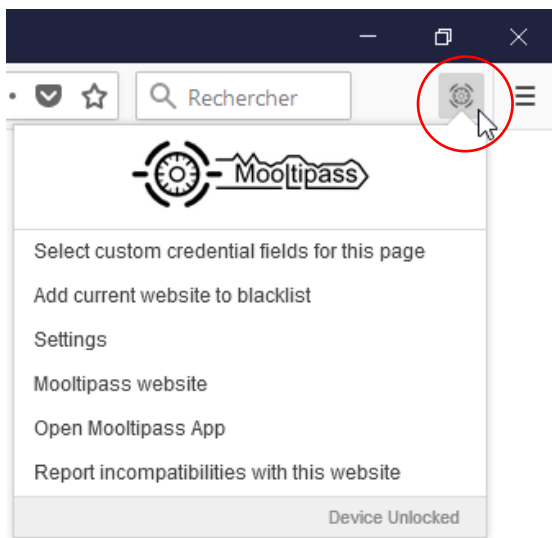 Rechercher
Mooltipass
Select custom credential fields for this page
Add current website to blacklist
Settings
Mooltipass website
Open Mooltipass App
Report incompatibilities with this website
Device Unlocked